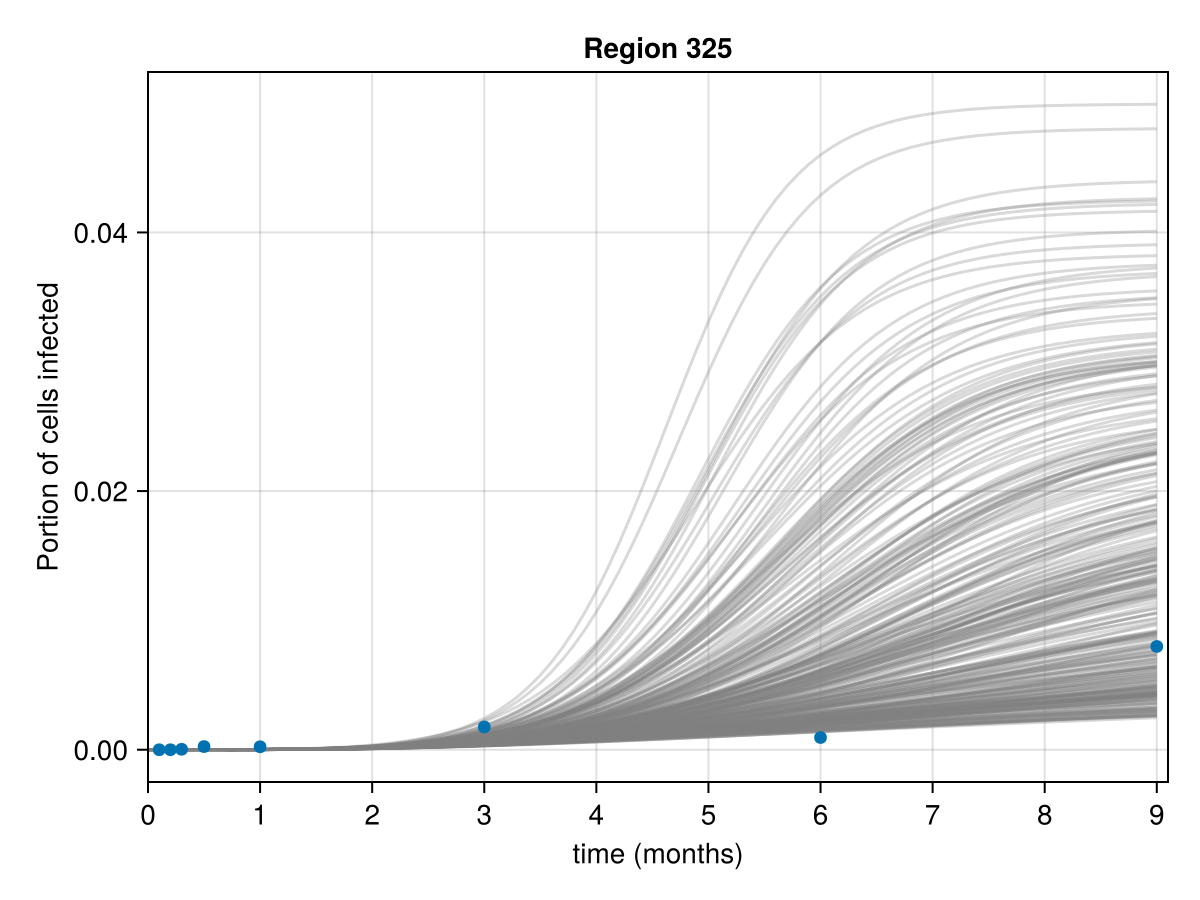 Region 325
Portion of cells infected
0.04
0.02
0.00
0 1 2 3 4 5 6 7 8 9
time (months)